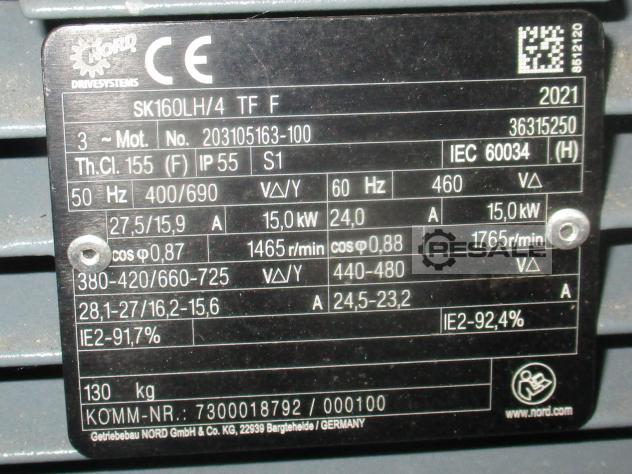 NORD
DRIVESYSTEMS
CE
8512120
SK160LH/4 TF F 2021
3 ~ Mot. No. 203105163-100 36315250
Th.Cl. 155 (F) IP 55 S1 IEC 60034 (H)
50 Hz 400/690 V△/Y 60 Hz 460 V△
27,5/15,9 A 15,0 kW 24,0 A 15,0 kW
cos φ 0,87 1465 r/min cos φ 0,88 1765 r/min
RESALE
380-420/660-725 V△/Y 440-480 V△
28,1-27/16,2-15,6 A 24,5-23,2 A
IE2-91,7% IE2-92,4%
130 kg
KOMM-NR.: 7300018792 / 000100
www.nord.com
Getriebebau NORD GmbH & Co. KG, 22939 Bargteheide / GERMANY